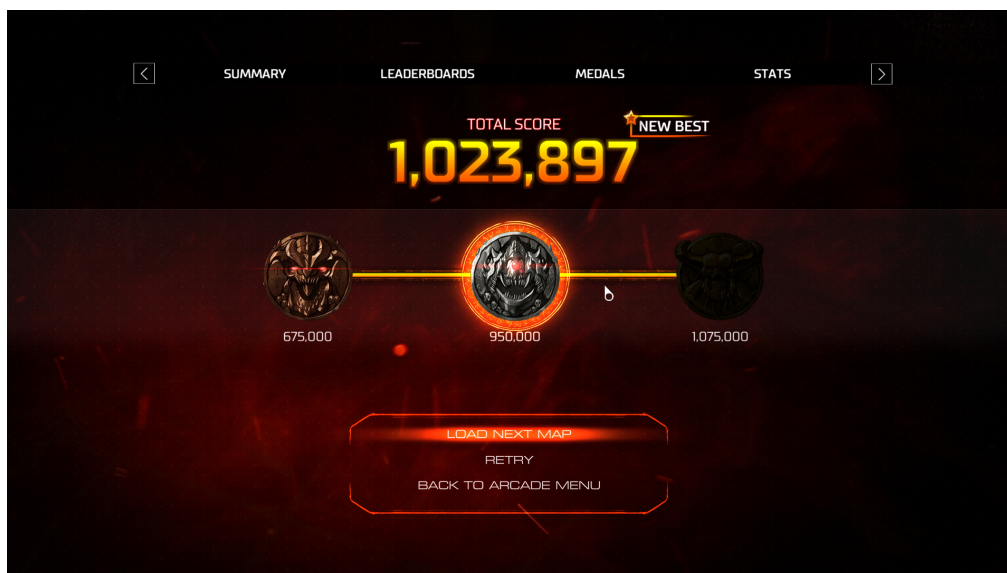 SUMMARY LEADERBOARDS MEDALS STATS
TOTAL SCORE
NEW BEST
1,023,897
675,000 950,000 1,075,000
LOAD NEXT MAP
RETRY
BACK TO ARCADE MENU